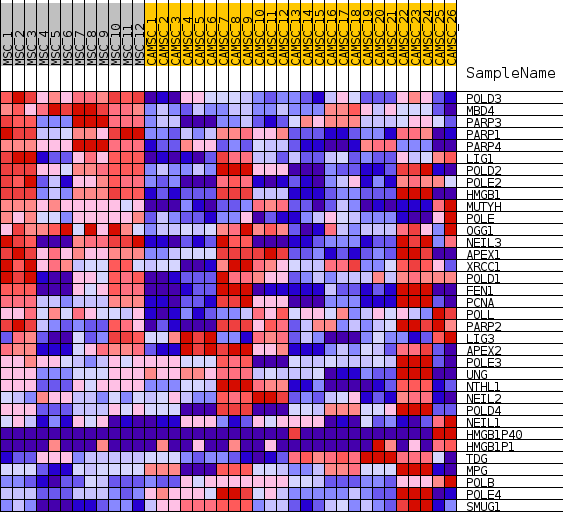 MSC_1
MSC_2
MSC_3
MSC_4
MSC_5
MSC_6
MSC_7
MSC_8
MSC_9
MSC_10
MSC_11
MSC_12
CAMSC_1
CAMSC_2
CAMSC_3
CAMSC_4
CAMSC_5
CAMSC_6
CAMSC_7
CAMSC_8
CAMSC_9
CAMSC_10
CAMSC_11
CAMSC_12
CAMSC_13
CAMSC_14
CAMSC_15
CAMSC_16
CAMSC_17
CAMSC_18
CAMSC_19
CAMSC_20
CAMSC_21
CAMSC_22
CAMSC_23
CAMSC_24
CAMSC_25
CAMSC_26
SampleName
POLD3
MBD4
PARP3
PARP1
PARP4
LIG1
POLD2
POLE2
HMGB1
MUTYH
POLE
OGG1
NEIL3
APEX1
XRCC1
POLD1
FEN1
PCNA
POLL
PARP2
LIG3
APEX2
POLE3
UNG
NTHL1
NEIL2
POLD4
NEIL1
HMGB1P40
HMGB1P1
TDG
MPG
POLB
POLE4
SMUG1